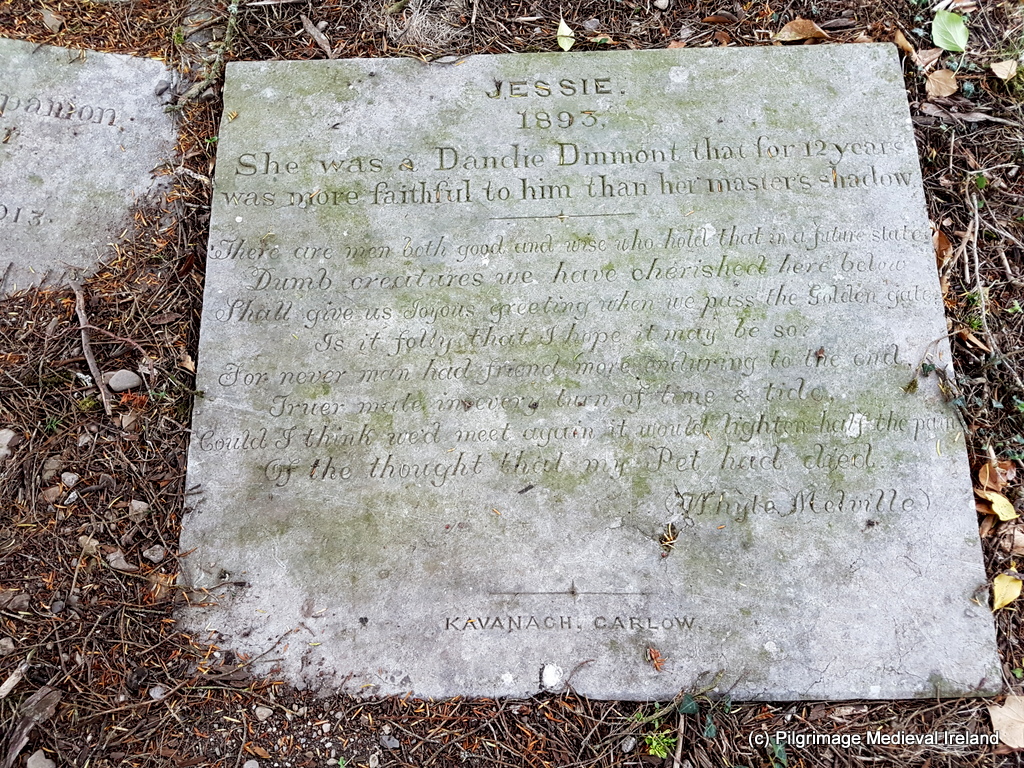 panion.
013.
JESSIE.
1893.
She was a Dandie Dinmont that for 12 years
was more faithful to him than her master's shadow
There are men both good and wise who hold that in a future state
Dumb creatures we have cherished here below
Shall give us Joyous greeting when we pass the Golden gate
Is it folly that I hope it may be so?
For never man had friend more enduring to the end,
Truer mate in every turn of time & tide,
Could I think we'd meet again it would lighten half the pain
Of the thought that my Pet had died.
(Whyte Melville)
KAVANAGH. CARLOW.
(c) Pilgrimage Medieval Ireland